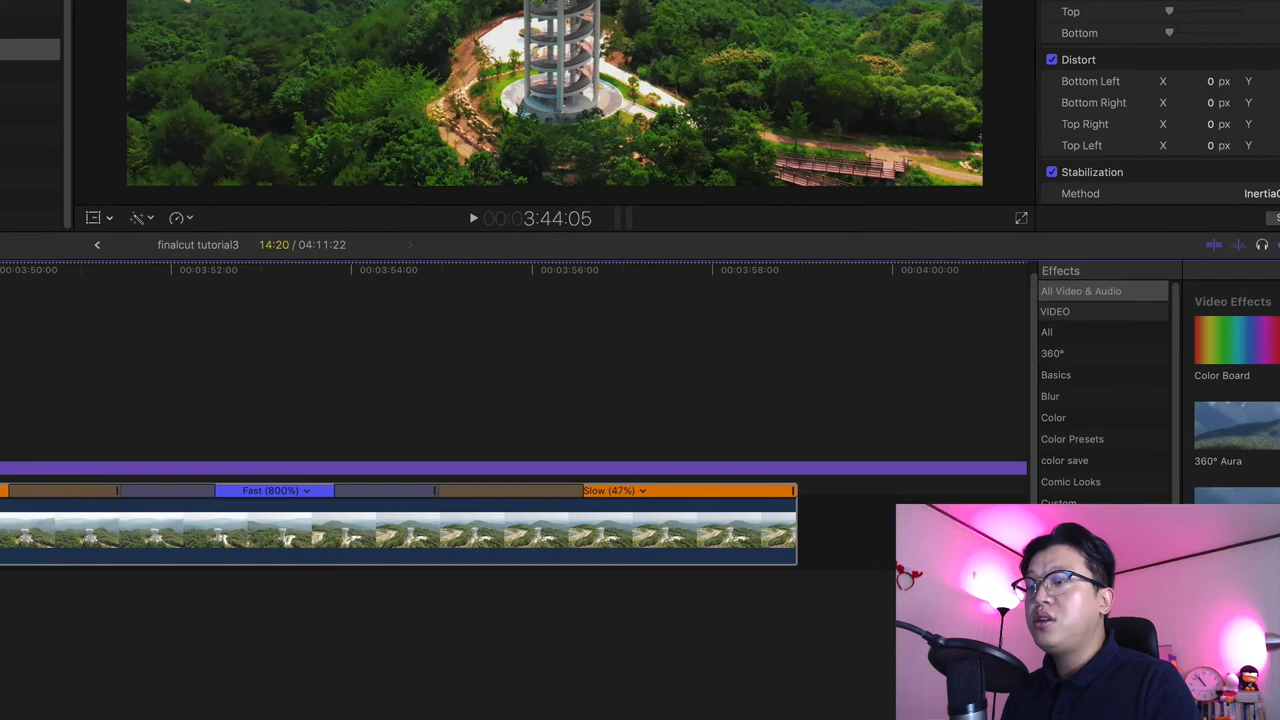 Top
Bottom
Distort
Bottom Left X 0 px Y
Bottom Right X 0 px Y
Top Right X 0 px Y
Top Left X 0 px Y
Stabilization
Method
00:03:44:05
finalcut tutorial3 14:20 / 04:11:22
00:03:50:00 00:03:52:00 00:03:54:00 00:03:56:00 00:03:58:00 00:04:00:00
Effects
All Video & Audio
VIDEO
All
360°
Basics
Blur
Color
Color Presets
color save
Comic Looks
Video Effects
Color Board
360° Aura
Fast (800%) Slow (47%)